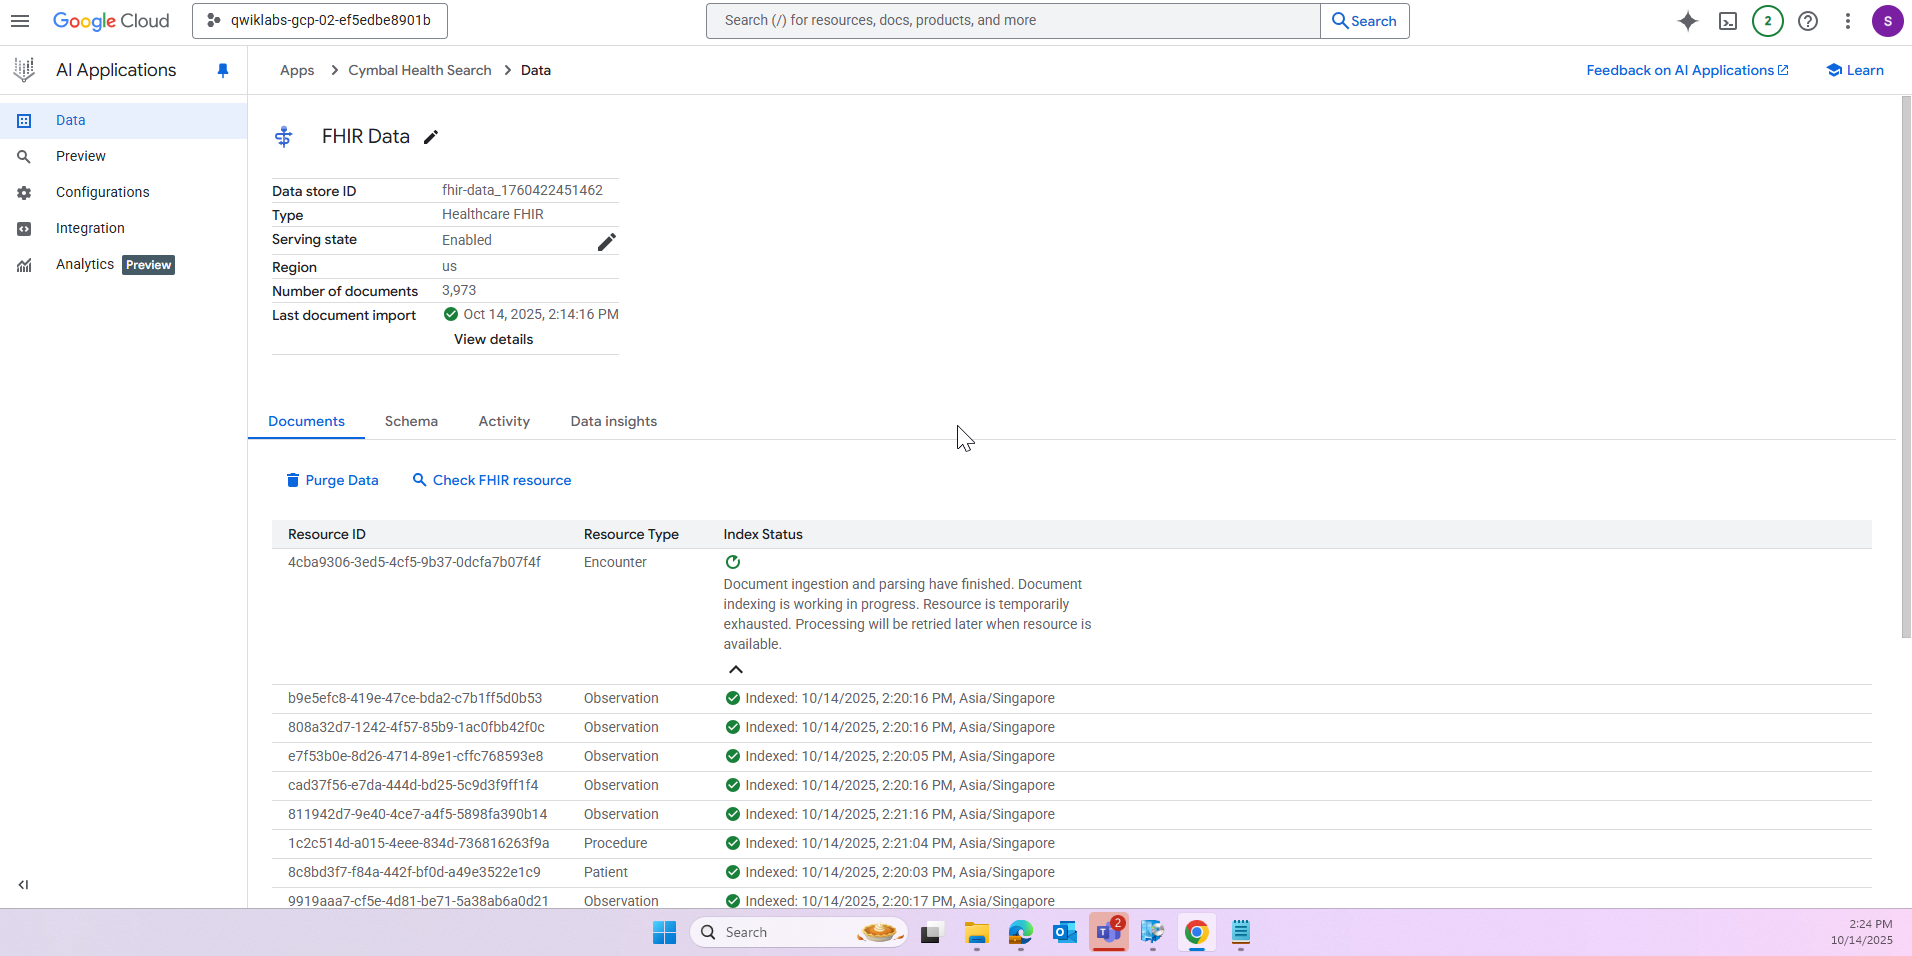 Google Cloud
qwiklabs-gcp-02-ef5edbe8901b
Search (/) for resources, docs, products, and more
Search
2
S
AI Applications
Apps
Cymbal Health Search
Data
Feedback on AI Applications
Learn
Data
Preview
Configurations
Integration
Analytics Preview
FHIR Data
Data store ID fhir-data_1760422451462
Type Healthcare FHIR
Serving state Enabled
Region us
Number of documents 3,973
Last document import Oct 14, 2025, 2:14:16 PM
View details
Documents Schema Activity Data insights
Purge Data Check FHIR resource
Resource ID Resource Type Index Status
4cba9306-3ed5-4cf5-9b37-0dcfa7b07f4f Encounter
Document ingestion and parsing have finished. Document
indexing is working in progress. Resource is temporarily
exhausted. Processing will be retried later when resource is
available.
b9e5efc8-419e-47ce-bda2-c7b1ff5d0b53 Observation Indexed: 10/14/2025, 2:20:16 PM, Asia/Singapore
808a32d7-1242-4f57-85b9-1ac0fbb42f0c Observation Indexed: 10/14/2025, 2:20:16 PM, Asia/Singapore
e7f53b0e-8d26-4714-89e1-cffc768593e8 Observation Indexed: 10/14/2025, 2:20:05 PM, Asia/Singapore
cad37f56-e7da-444d-bd25-5c9d3f9ff1f4 Observation Indexed: 10/14/2025, 2:20:16 PM, Asia/Singapore
811942d7-9e40-4ce7-a4f5-5898fa390b14 Observation Indexed: 10/14/2025, 2:21:16 PM, Asia/Singapore
1c2c514d-a015-4eee-834d-736816263f9a Procedure Indexed: 10/14/2025, 2:21:04 PM, Asia/Singapore
8c8bd3f7-f84a-442f-bf0d-a49e3522e1c9 Patient Indexed: 10/14/2025, 2:20:03 PM, Asia/Singapore
9919aaa7-cf5e-4d81-be71-5a38ab6a0d21 Observation Indexed: 10/14/2025, 2:20:17 PM, Asia/Singapore
Search
2
2:24 PM
10/14/2025